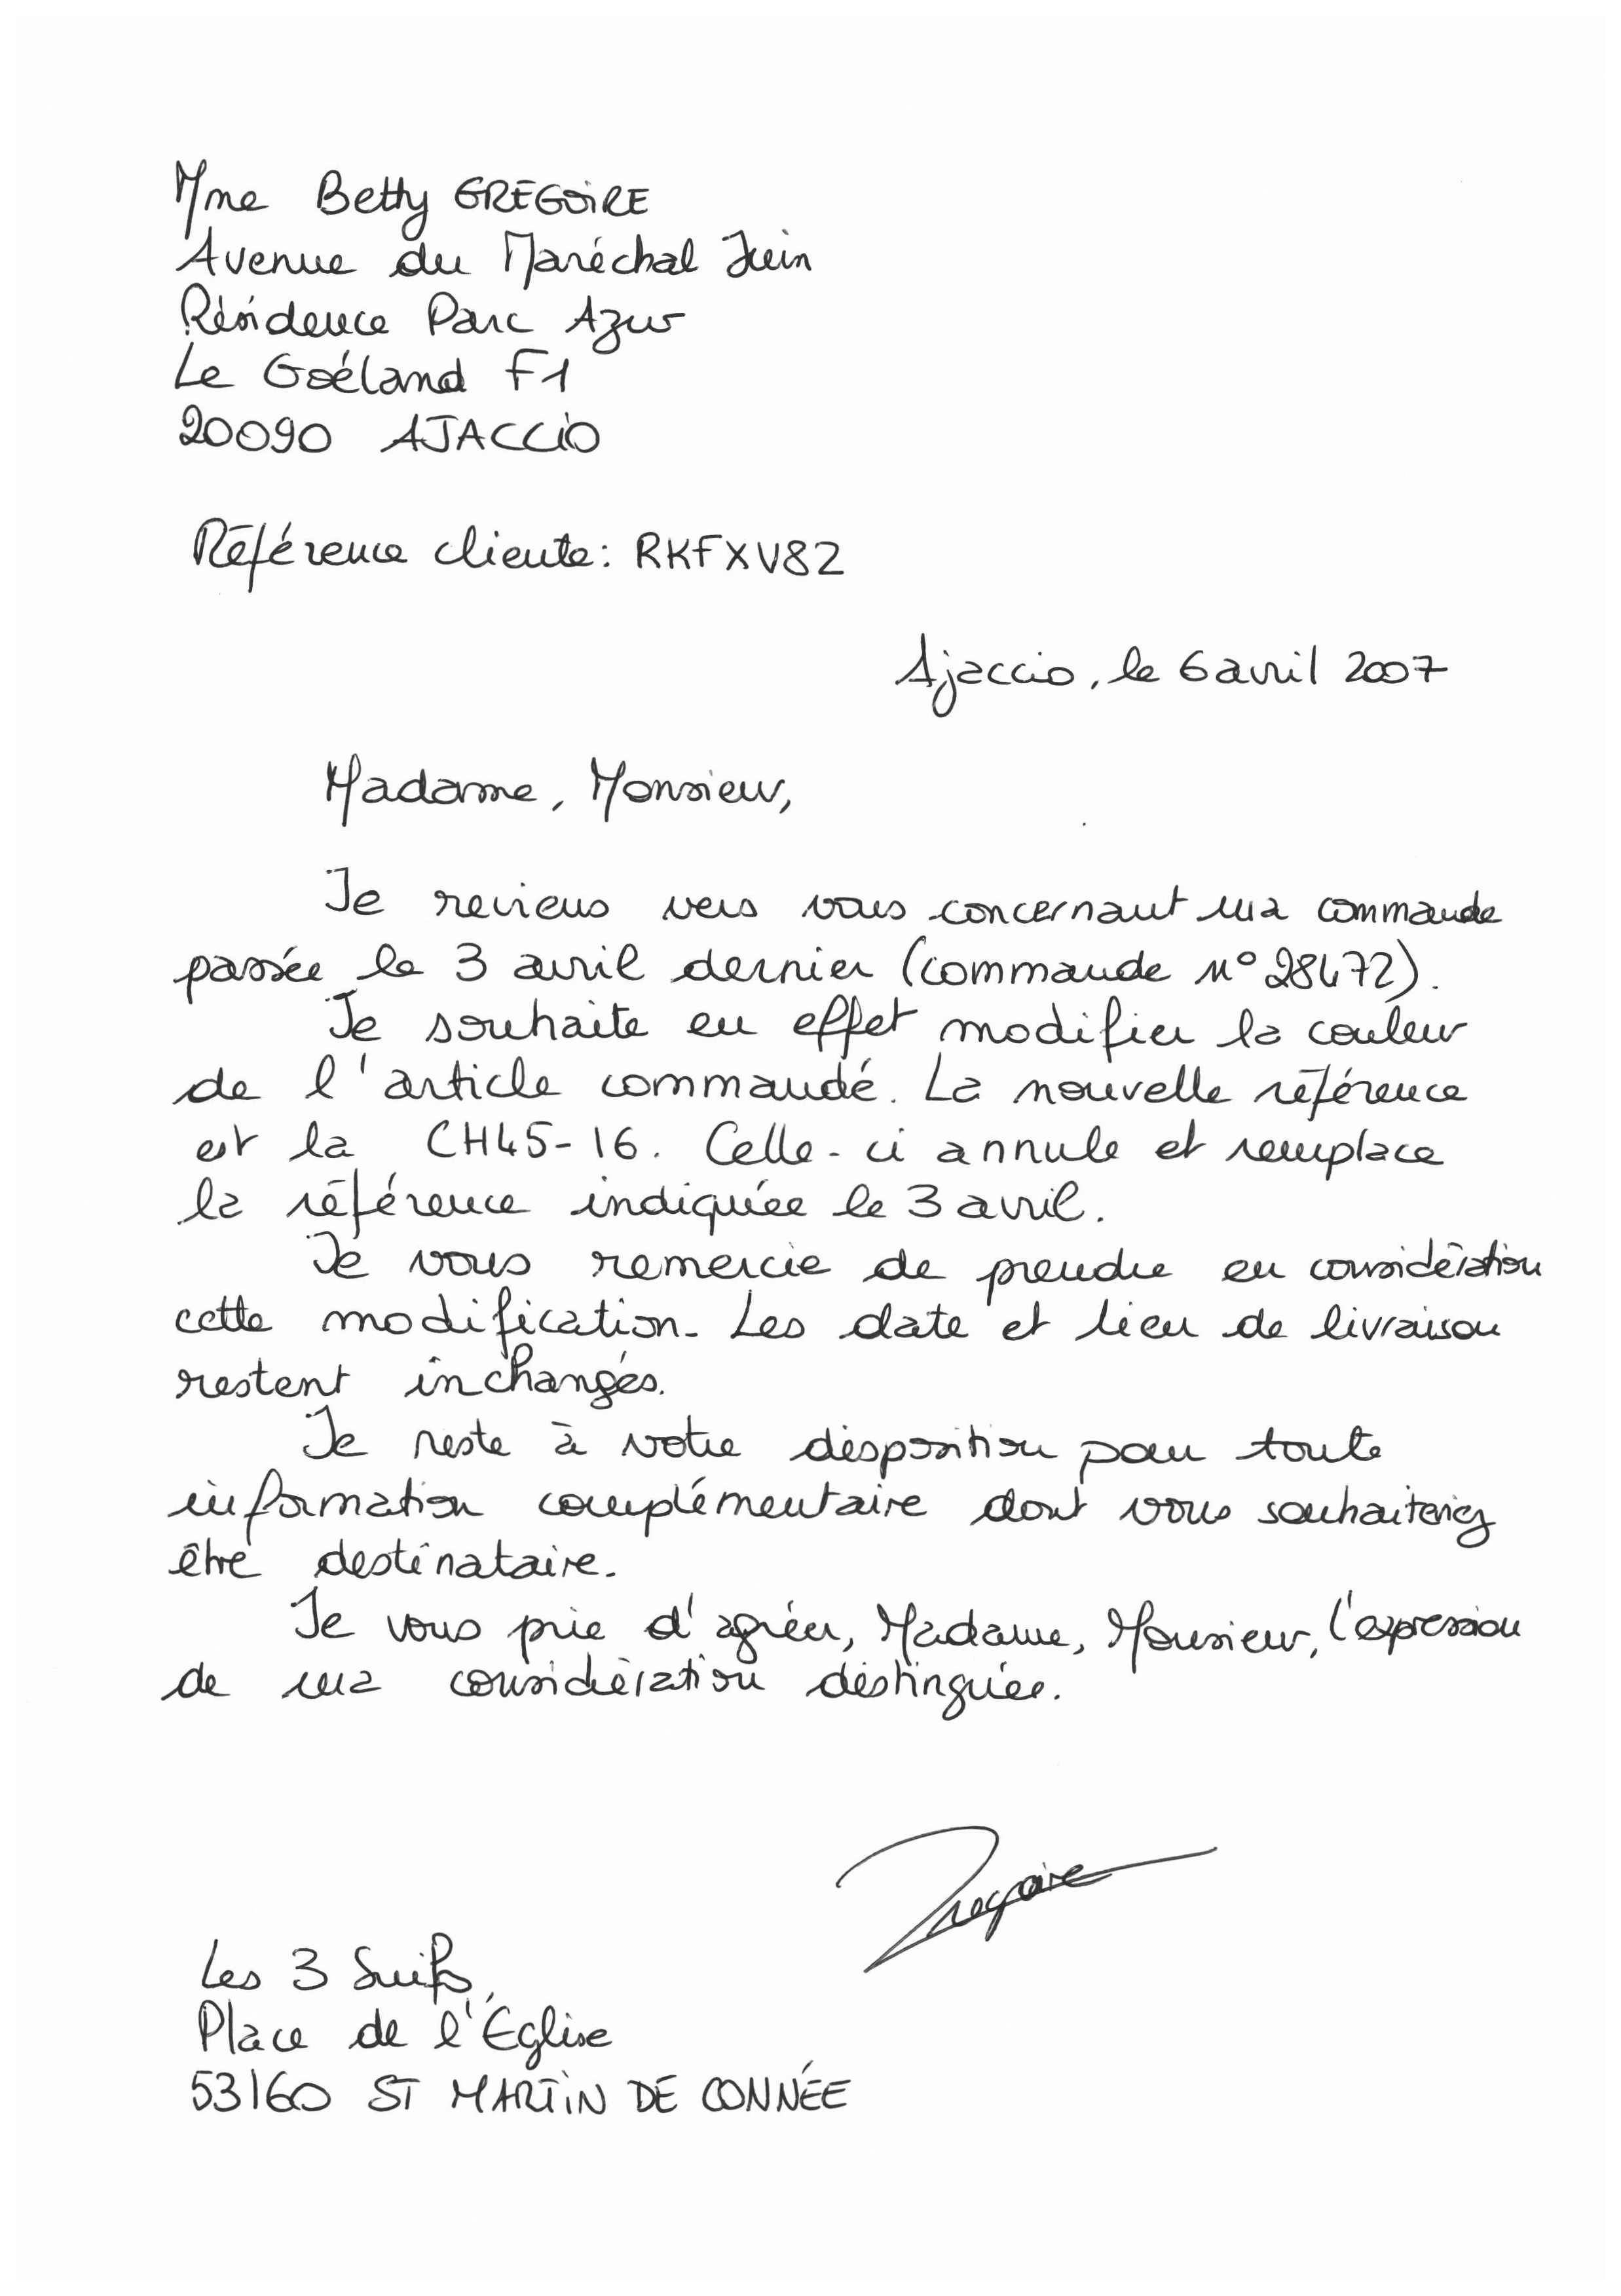 Mme Betty GREGOIRE
Avenue du Maréchal Juin
Résidence Parc Azur
Le Goéland F1
20090 AJACCIO
Référence cliente : RKFXV82
Ajaccio, le 6 avril 2007
Madame, Monsieur,
Je reviens vers vous concernant ma commande
passée le 3 avril dernier (commande n° 28472).
Je souhaite en effet modifier la couleur
de l'article commandé. La nouvelle référence
est la CH45-16. Celle-ci annule et remplace
la référence indiquée le 3 avril.
Je vous remercie de prendre en considération
cette modification. Les date et lieu de livraison
restent inchangés.
Je reste à votre disposition pour toute
information complémentaire dont vous souhaiteriez
être destinataire.
Je vous prie d'agréer, Madame, Monsieur, l'expression
de ma considération distinguée.
Gregoire
Les 3 Suifs
Place de l'Église
53160 ST MARTIN DE CONNÉE